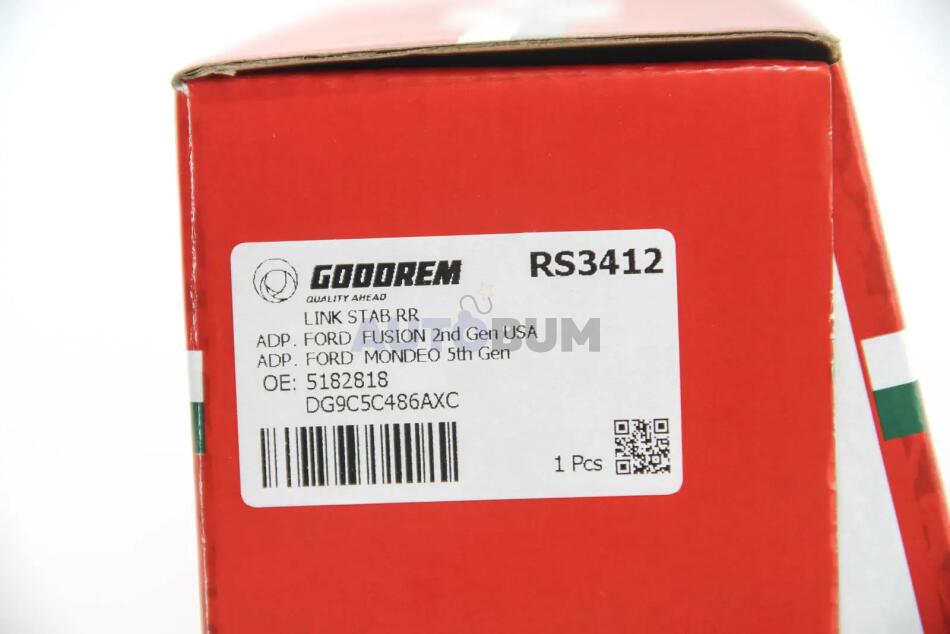 GOODREM
RS3412
QUALITY AHEAD
LINK STAB RR
ADP. FORD FUSION 2nd Gen USA
ADP. FORD MONDEO 5th Gen
AUTOBUM
OE: 5182818
DG9C5C486AXC
1 Pcs